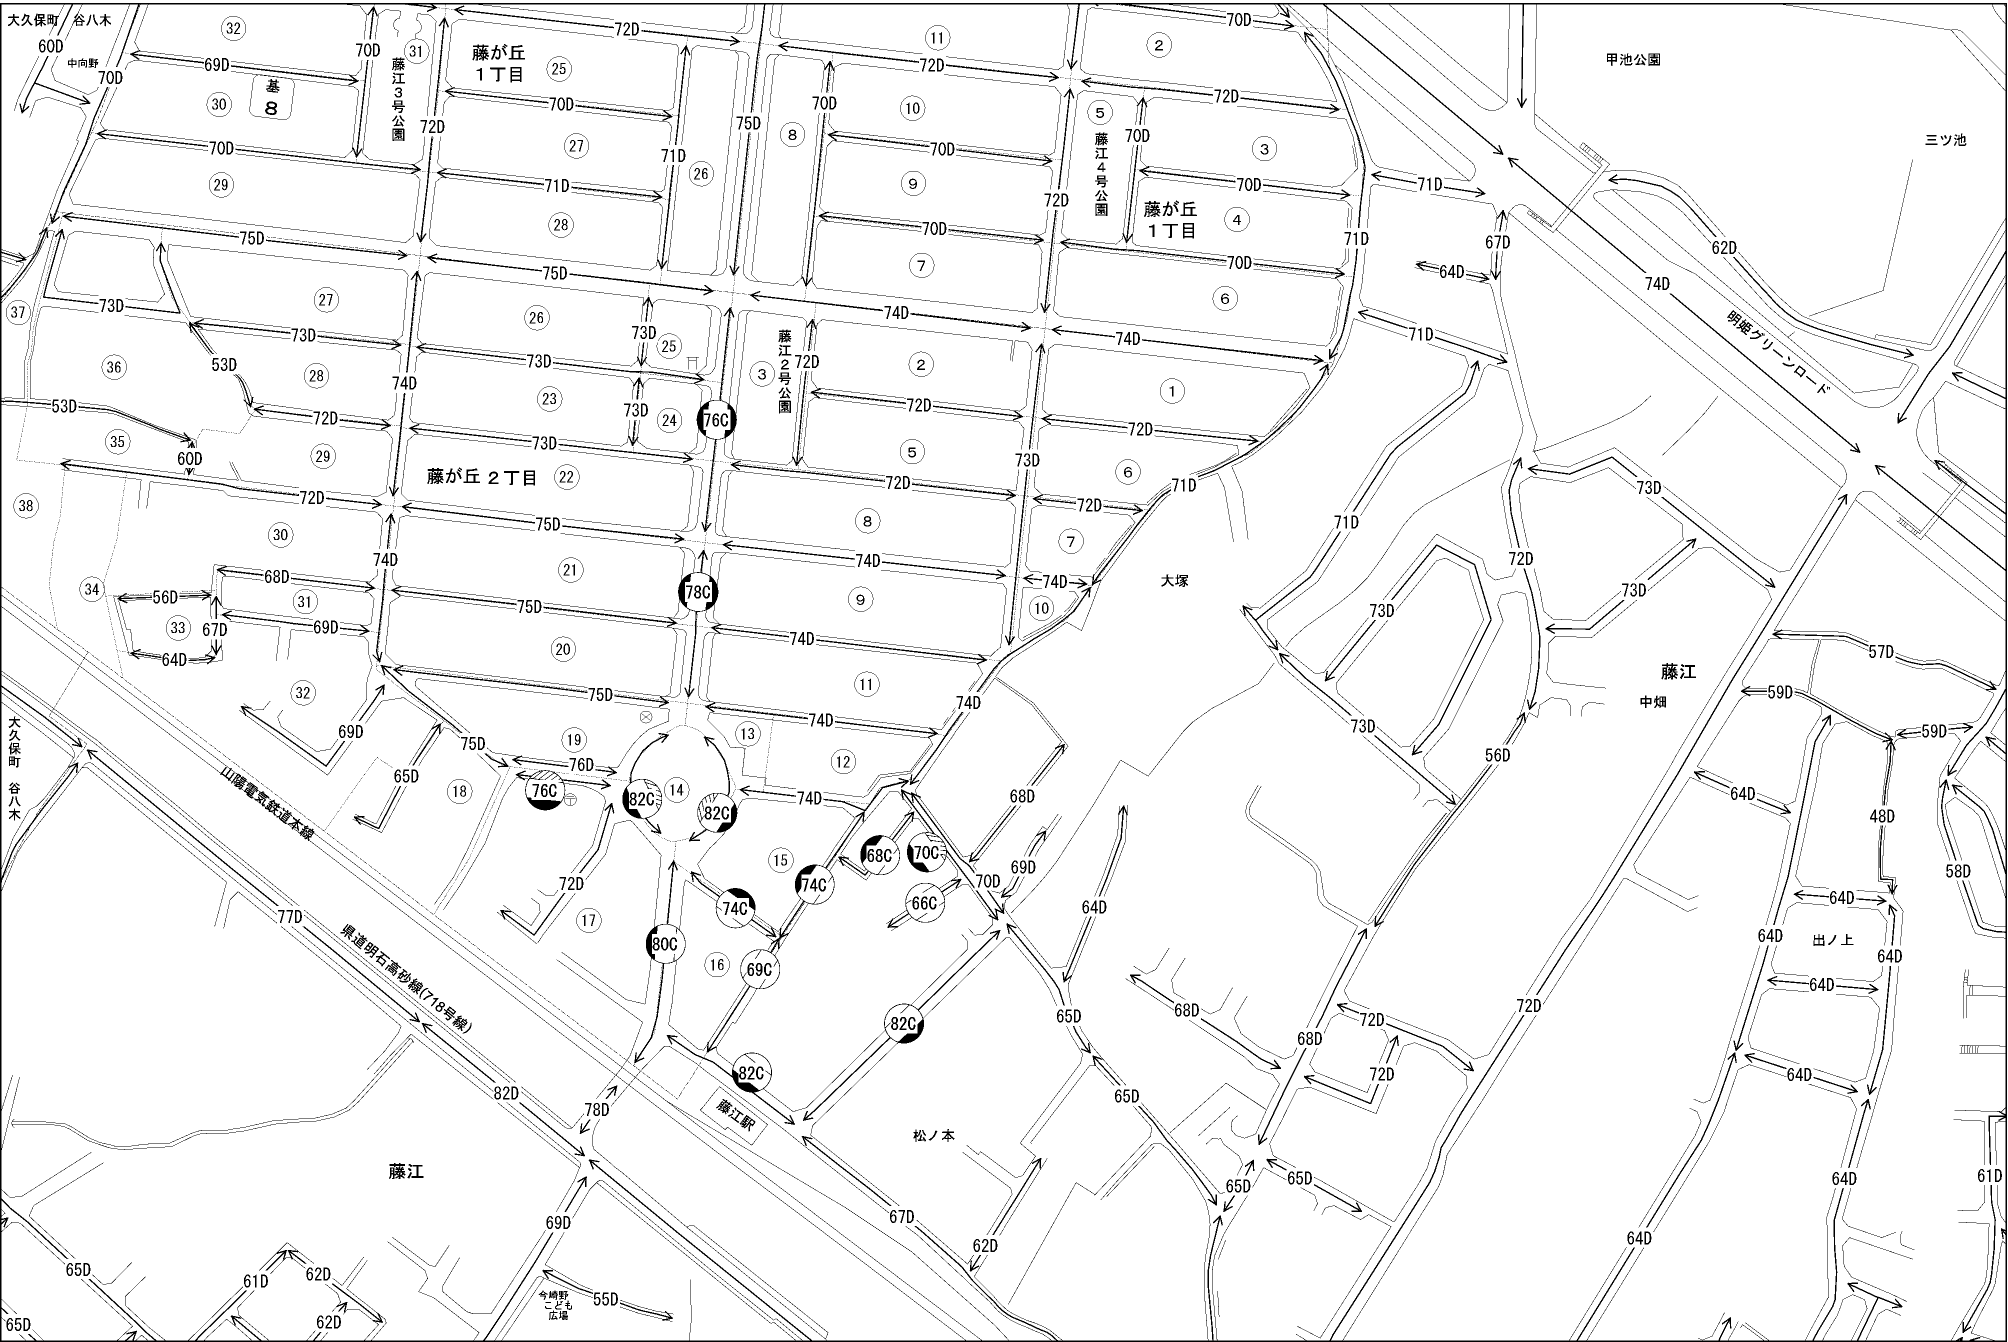 大久保町 谷八木
60D
中向野
70D
32
69D
基
8
30
70D
29
70D
31
藤江3号公園
72D
藤が丘
1丁目
25
72D
70D
27
71D
71D
28
26
75D
8
70D
11
72D
10
70D
9
70D
7
72D
70D
2
72D
5
70D
藤江4号公園
3
70D
藤が丘
1丁目
4
70D
71D
6
71D
67D
64D
71D
甲池公園
三ツ池
62D
74D
明姫グリーンロード
75D
37
73D
27
73D
36
53D
28
74D
53D
72D
35
60D
29
72D
38
75D
26
73D
25
73D
73D
23
24
73D
76C
藤が丘 2丁目
22
75D
74D
3
藤江2号公園
72D
2
72D
5
72D
73D
74D
1
72D
6
72D
71D
8
74D
7
74D
大塚
10
30
74D
68D
34
56D
31
33
67D
69D
64D
32
69D
21
75D
20
75D
78C
9
74D
11
74D
74D
19
76D
75D
65D
18
76C
82C
14
82C
13
12
74D
72D
17
80C
15
74C
74C
68C
70C
66C
70D
69D
68D
64D
16
69C
82C
82C
65D
65D
71D
73D
72D
73D
73D
73D
56D
藤江
中畑
57D
59D
59D
64D
48D
58D
64D
64D
出ノ上
64D
64D
64D
64D
64D
61D
68D
72D
68D
72D
72D
65D
65D
大久保町 谷八木
山陽電気鉄道本線
77D
県道明石高砂線(718号線)
82D
78D
藤江駅
松ノ本
67D
62D
藤江
69D
65D
61D
62D
62D
65D
今崎野
こども
広場
55D